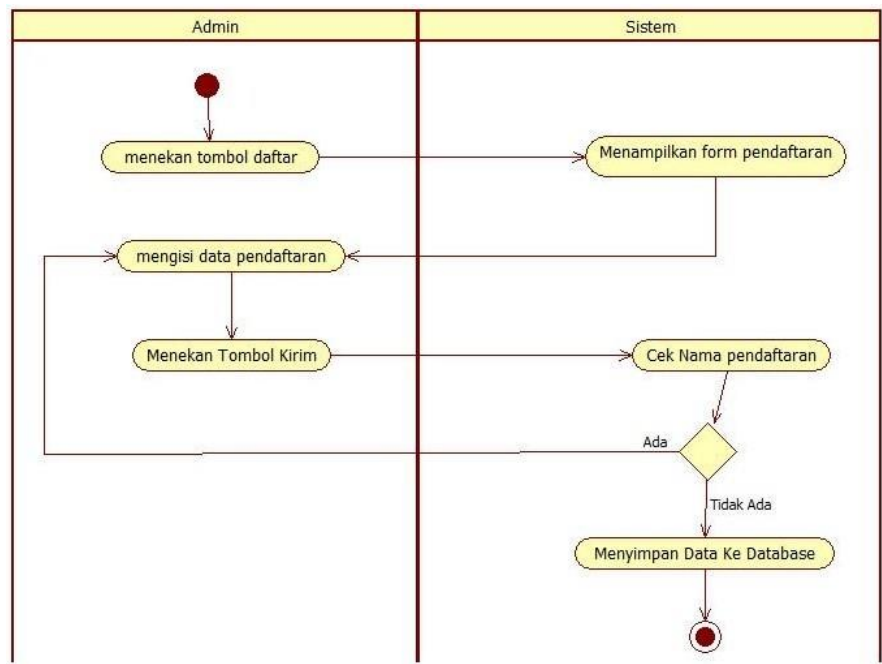 Admin
Sistem
menekan tombol daftar
Menampilkan form pendaftaran
mengisi data pendaftaran
Menekan Tombol Kirim
Cek Nama pendaftaran
Ada
Tidak Ada
Menyimpan Data Ke Database